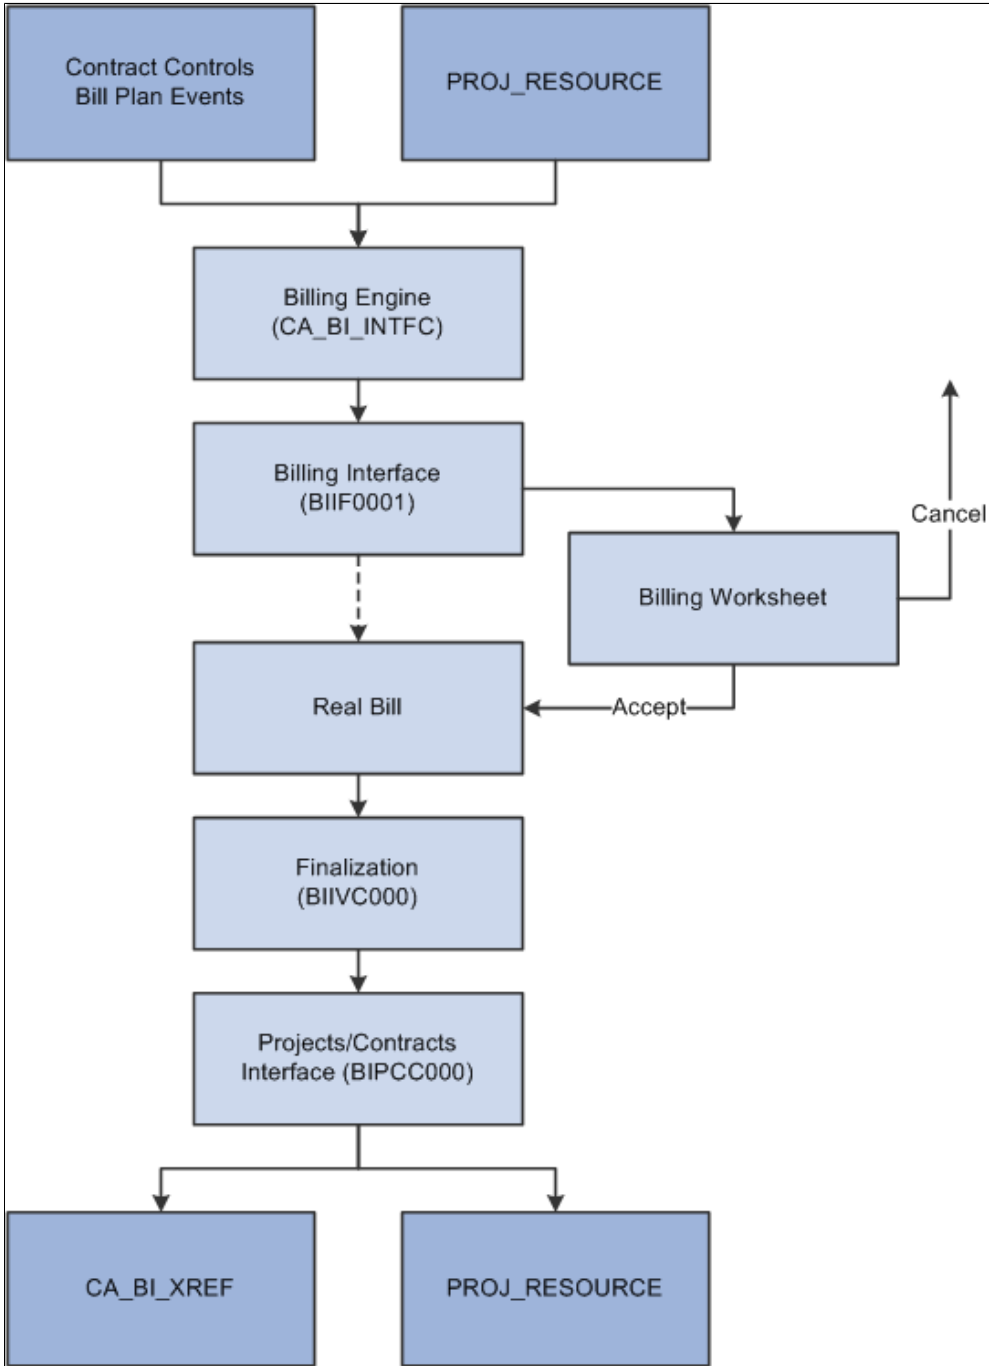 Contract Controls
Bill Plan Events
PROJ_RESOURCE
Billing Engine
(CA_BI_INTFC)
Billing Interface
(BIIF0001)
Cancel
Billing Worksheet
Real Bill
Accept
Finalization
(BIIVC000)
Projects/Contracts
Interface (BIPCC000)
CA_BI_XREF
PROJ_RESOURCE